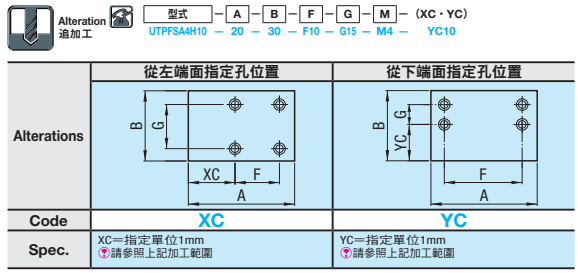 Alteration
追加工
型式 － A － B － F － G － M － (XC・YC)
UTPFSA4H10 － 20 － 30 － F10 － G15 － M4 － YC10
Alterations
從左端面指定孔位置
從下端面指定孔位置
B
G
XC
F
A
B
G
YC
F
A
Code
XC
YC
Spec.
XC＝指定單位1mm
請參照上記加工範圍
YC＝指定單位1mm
請參照上記加工範圍